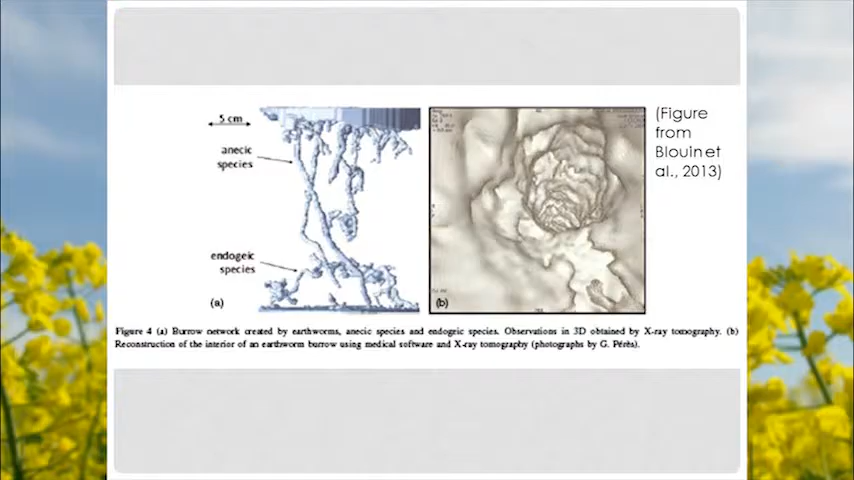 5 cm
anecic
species
endogeic
species
(a)
(b)
(Figure
from
Blouin et
al., 2013)
Figure 4 (a) Burrow network created by earthworms, anecic species and endogeic species. Observations in 3D obtained by X-ray tomography. (b)
Reconstruction of the interior of an earthworm burrow using medical software and X-ray tomography (photographs by G. Pérès).